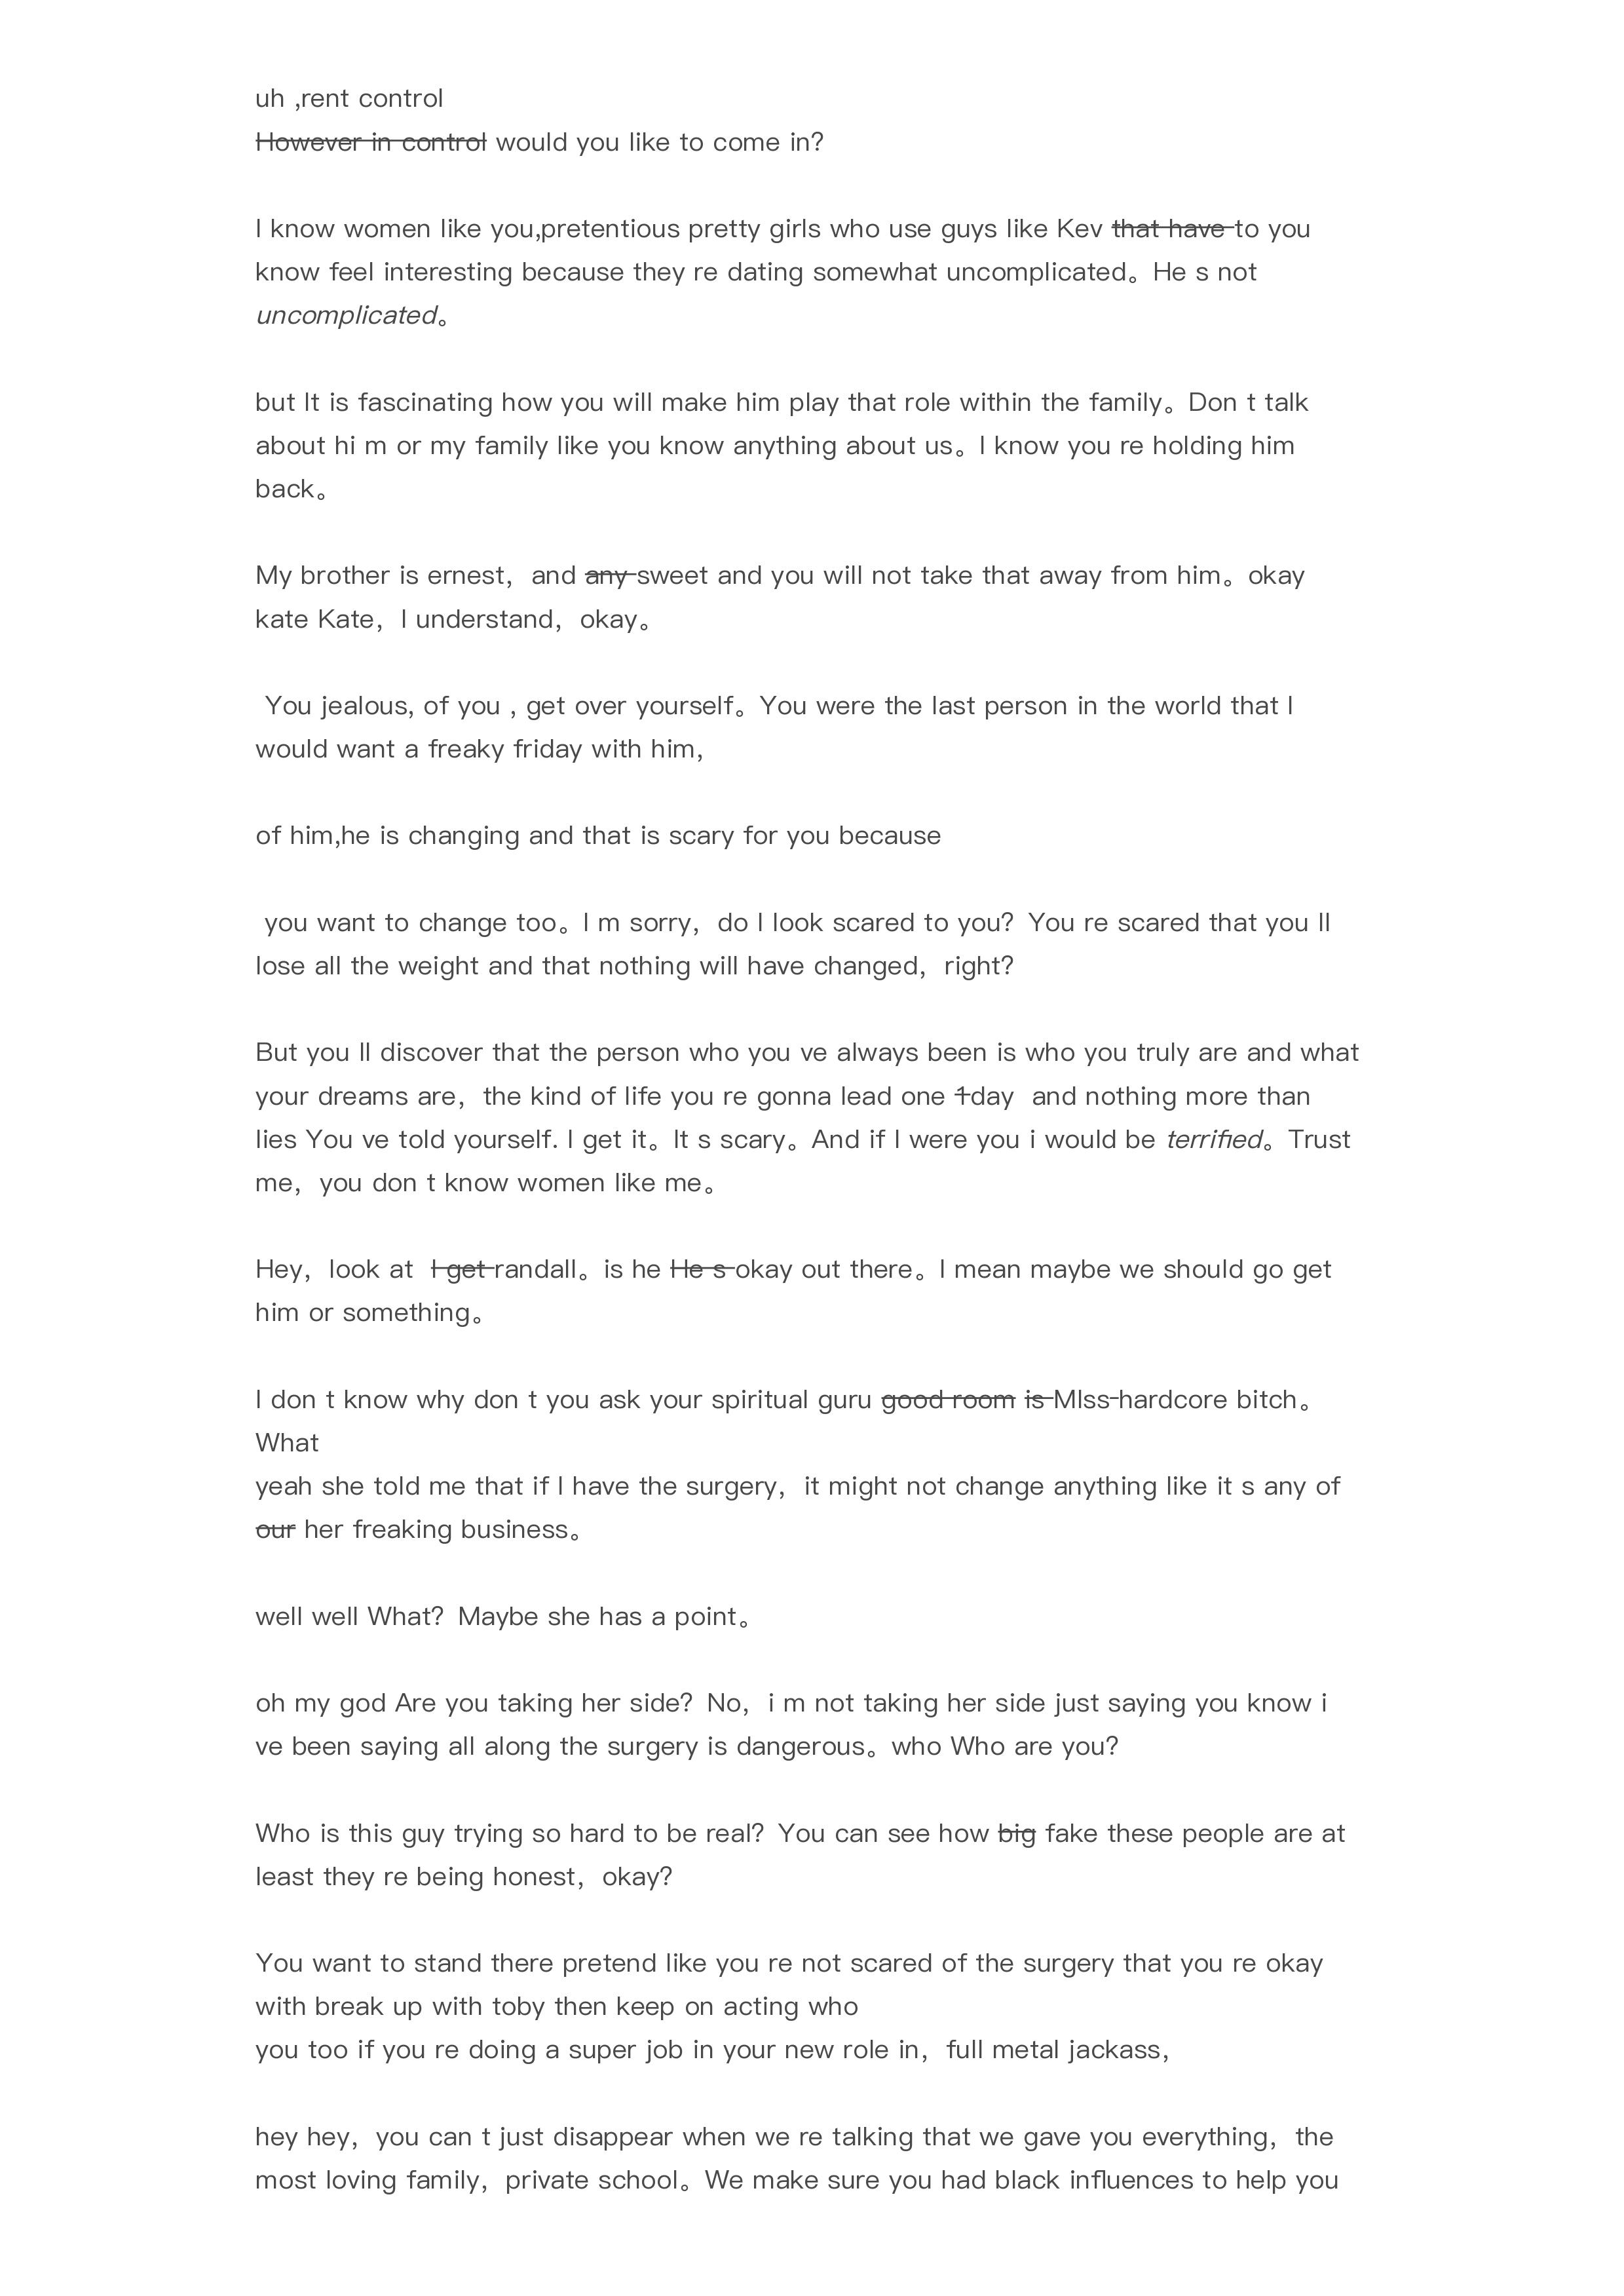 uh ,rent control
However in control would you like to come in?
I know women like you,pretentious pretty girls who use guys like Kev that have to you
know feel interesting because they re dating somewhat uncomplicated。He s not
uncomplicated。
but It is fascinating how you will make him play that role within the family。Don t talk
about hi m or my family like you know anything about us。I know you re holding him
back。
My brother is ernest，and any sweet and you will not take that away from him。okay
kate Kate，I understand，okay。
You jealous, of you , get over yourself。You were the last person in the world that I
would want a freaky friday with him,
of him,he is changing and that is scary for you because
you want to change too。I m sorry，do I look scared to you？You re scared that you ll
lose all the weight and that nothing will have changed，right?
But you ll discover that the person who you ve always been is who you truly are and what
your dreams are，the kind of life you re gonna lead one 1day  and nothing more than
lies You ve told yourself. I get it。It s scary。And if I were you i would be terrified。Trust
me，you don t know women like me。
Hey，look at  I get randall。is he He s okay out there。I mean maybe we should go get
him or something。
I don t know why don t you ask your spiritual guru good room is MIss-hardcore bitch。
What
yeah she told me that if I have the surgery，it might not change anything like it s any of
our her freaking business。
well well What？Maybe she has a point。
oh my god Are you taking her side？No，i m not taking her side just saying you know i
ve been saying all along the surgery is dangerous。who Who are you?
Who is this guy trying so hard to be real？You can see how big fake these people are at
least they re being honest，okay?
You want to stand there pretend like you re not scared of the surgery that you re okay
with break up with toby then keep on acting who
you too if you re doing a super job in your new role in，full metal jackass，
hey hey，you can t just disappear when we re talking that we gave you everything，the
most loving family，private school。We make sure you had black influences to help you